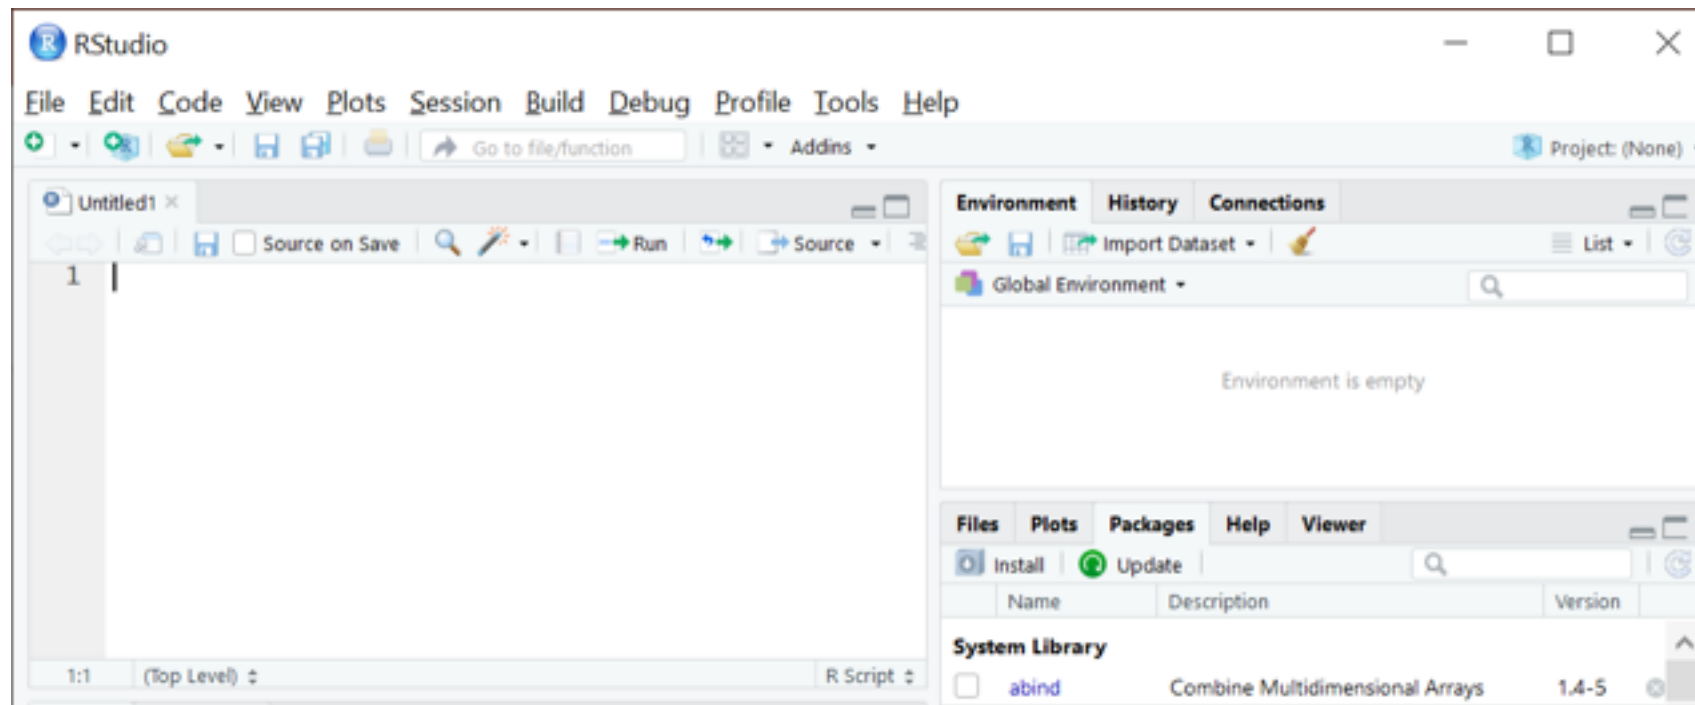 RStudio
File Edit Code View Plots Session Build Debug Profile Tools Help
Go to file/function Addins Project: (None)
Untitled1
Source on Save Run Source
1
1:1 (Top Level) R Script
Environment History Connections
Import Dataset List
Global Environment
Environment is empty
Files Plots Packages Help Viewer
Install Update
Name Description Version
System Library
abind Combine Multidimensional Arrays 1.4-5